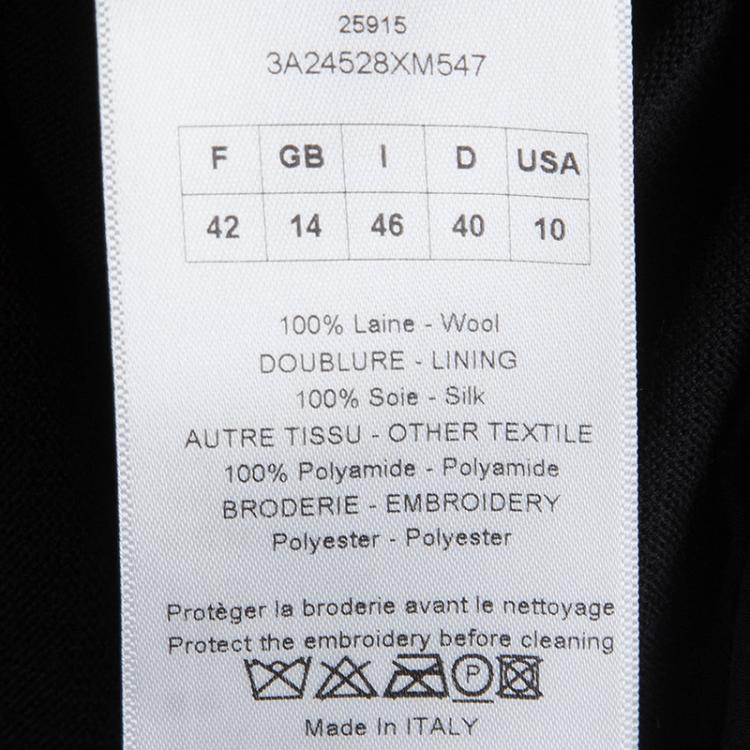 25915
3A24528XM547
F GB I D USA
42 14 46 40 10
100% Laine - Wool
DOUBLURE - LINING
100% Soie - Silk
AUTRE TISSU - OTHER TEXTILE
100% Polyamide - Polyamide
BRODERIE - EMBROIDERY
Polyester - Polyester
Protèger la broderie avant le nettoyage
Protect the embroidery before cleaning
P
Made In ITALY